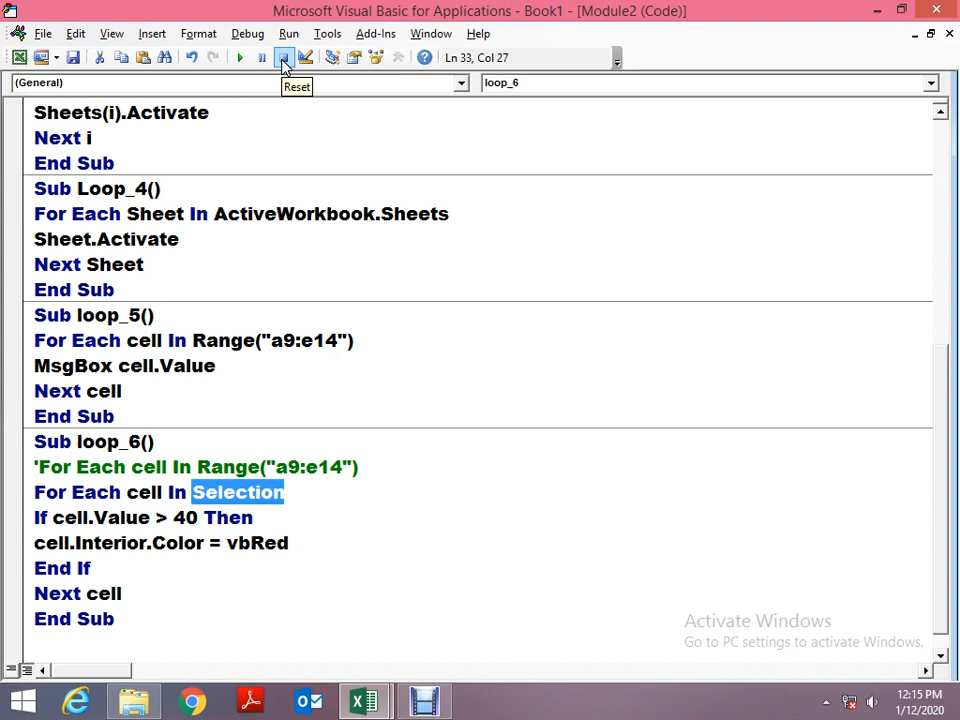 Microsoft Visual Basic for Applications - Book1 - [Module2 (Code)]
File Edit View Insert Format Debug Run Tools Add-Ins Window Help
Ln 33, Col 27
Reset
(General) loop_6
Sheets(i).Activate
Next i
End Sub
Sub Loop_4()
For Each Sheet In ActiveWorkbook.Sheets
Sheet.Activate
Next Sheet
End Sub
Sub loop_5()
For Each cell In Range("a9:e14")
MsgBox cell.Value
Next cell
End Sub
Sub loop_6()
'For Each cell In Range("a9:e14")
For Each cell In Selection
If cell.Value > 40 Then
cell.Interior.Color = vbRed
End If
Next cell
End Sub
Activate Windows
Go to PC settings to activate Windows.
12:15 PM
1/12/2020